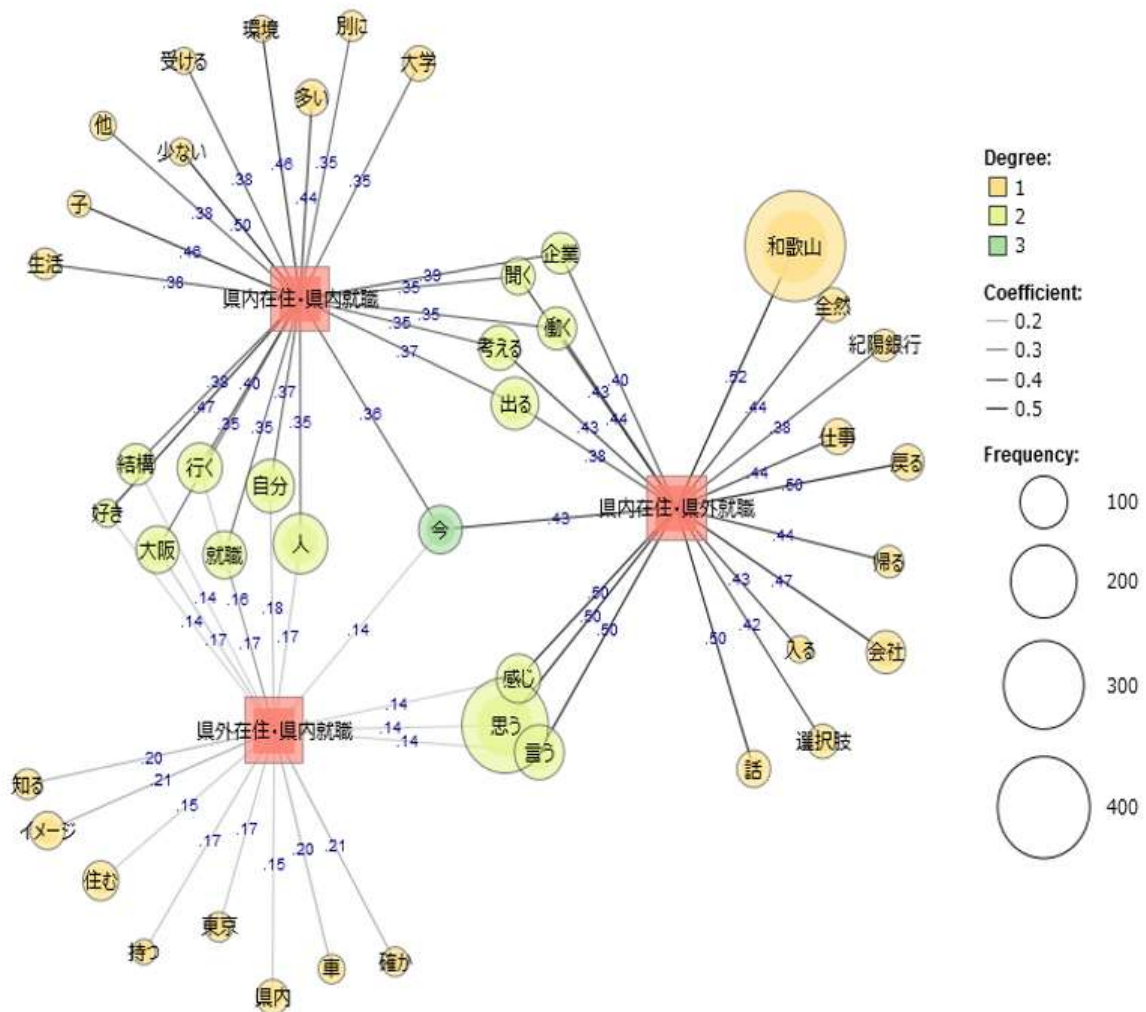 環境
別に
受ける
大学
多い
他
少ない
子
生活
.46
.35
.38
.44
.35
.38
.50
.46
.38
県内在住・県内就職
企業
聞く
働く
考える
出る
.39
.35
.35
.35
.37
.36
.38
.40
.37
.47
.35
.35
.35
和歌山
全然
紀陽銀行
仕事
戻る
帰る
会社
入る
選択肢
話
.52
.44
.38
.44
.50
.44
.47
.43
.42
.50
.40
.43
.44
.43
.38
県内在住・県外就職
.43
.50
.50
.50
結構
行く
自分
好き
大阪
就職
人
今
.14
.16
.18
.14
.17
.17
.17
.14
感じ
思う
言う
.14
.14
.14
県外在住・県内就職
.20
.21
.15
.17
.17
.15
.20
.21
知る
イメージ
住む
持つ
東京
県内
車
確か
Degree:
1
2
3
Coefficient:
0.2
0.3
0.4
0.5
Frequency:
100
200
300
400